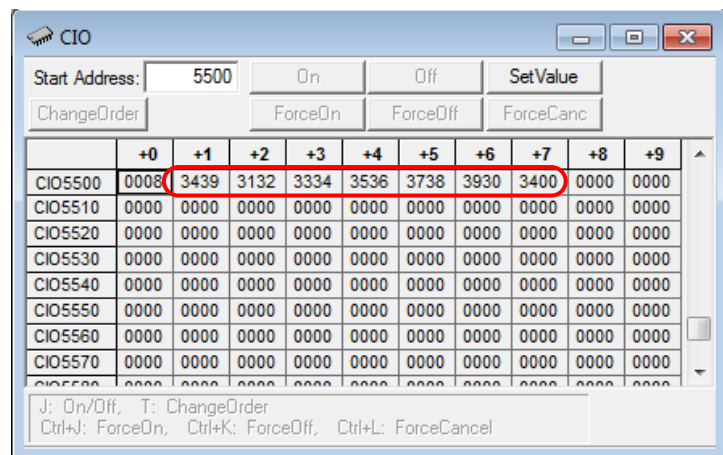 CIO
Start Address: 5500 On Off SetValue
ChangeOrder ForceOn ForceOff ForceCanc
+0 +1 +2 +3 +4 +5 +6 +7 +8 +9
CIO5500 0008 3439 3132 3334 3536 3738 3930 3400 0000 0000
CIO5510 0000 0000 0000 0000 0000 0000 0000 0000 0000 0000
CIO5520 0000 0000 0000 0000 0000 0000 0000 0000 0000 0000
CIO5530 0000 0000 0000 0000 0000 0000 0000 0000 0000 0000
CIO5540 0000 0000 0000 0000 0000 0000 0000 0000 0000 0000
CIO5550 0000 0000 0000 0000 0000 0000 0000 0000 0000 0000
CIO5560 0000 0000 0000 0000 0000 0000 0000 0000 0000 0000
CIO5570 0000 0000 0000 0000 0000 0000 0000 0000 0000 0000
J: On/Off, T: ChangeOrder
Ctrl+J: ForceOn, Ctrl+K: ForceOff, Ctrl+L: ForceCancel